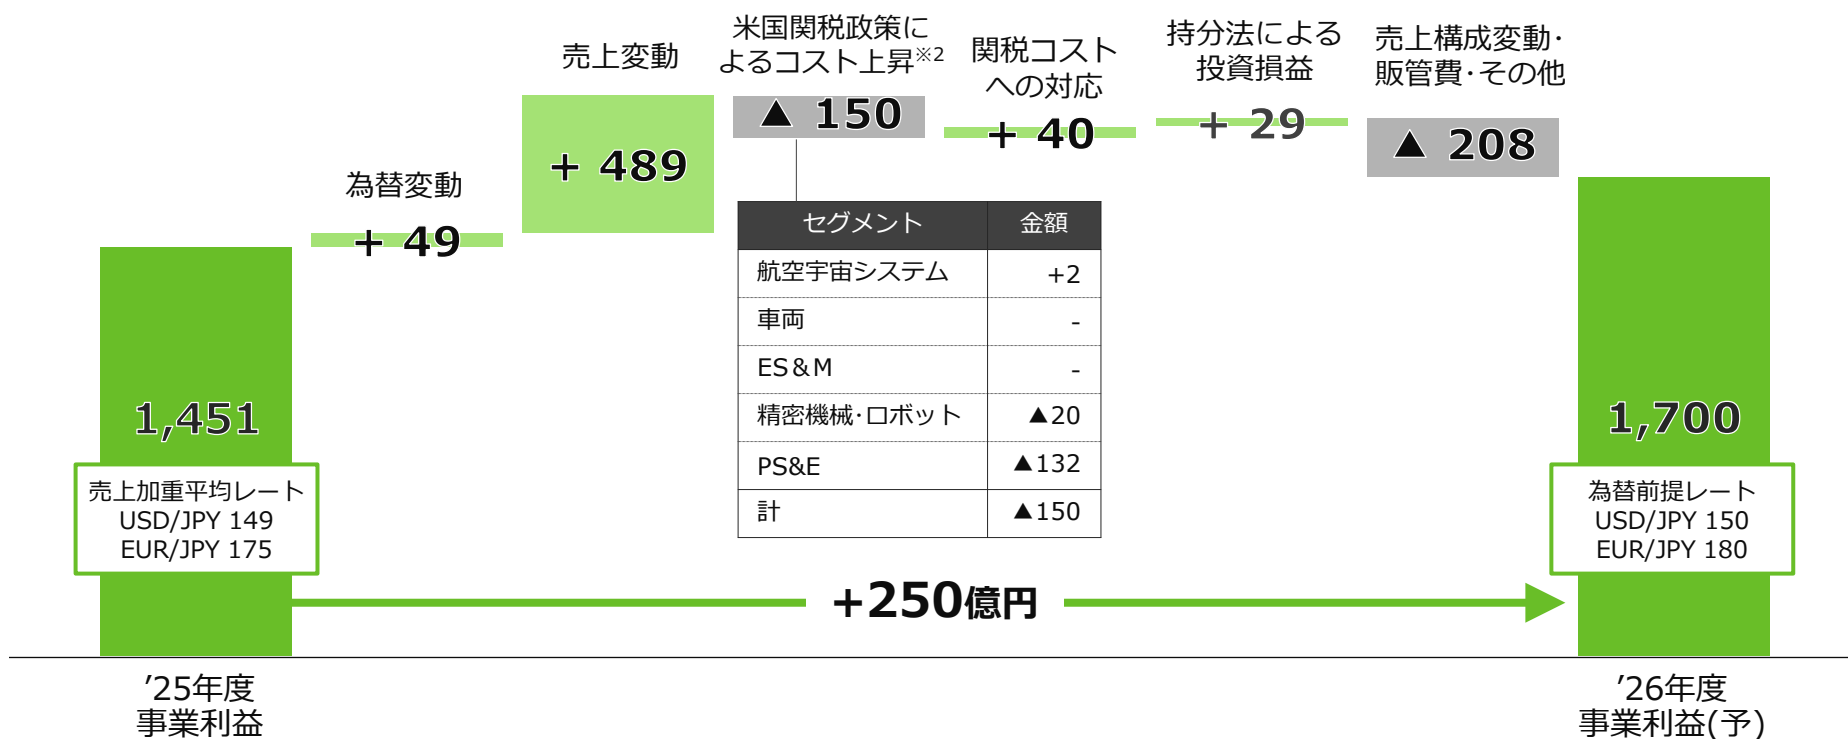 米国関税政策に
よるコスト上昇※2
売上変動
関税コスト
への対応
持分法による
投資損益
売上構成変動・
販管費・その他
為替変動
+ 49
+ 489
▲ 150
+ 40
+ 29
▲ 208
セグメント 金額
航空宇宙システム +2
車両 -
ES&M -
精密機械・ロボット ▲20
PS&E ▲132
計 ▲150
1,451
売上加重平均レート
USD/JPY 149
EUR/JPY 175
1,700
為替前提レート
USD/JPY 150
EUR/JPY 180
+250億円
'25年度
事業利益
'26年度
事業利益(予)